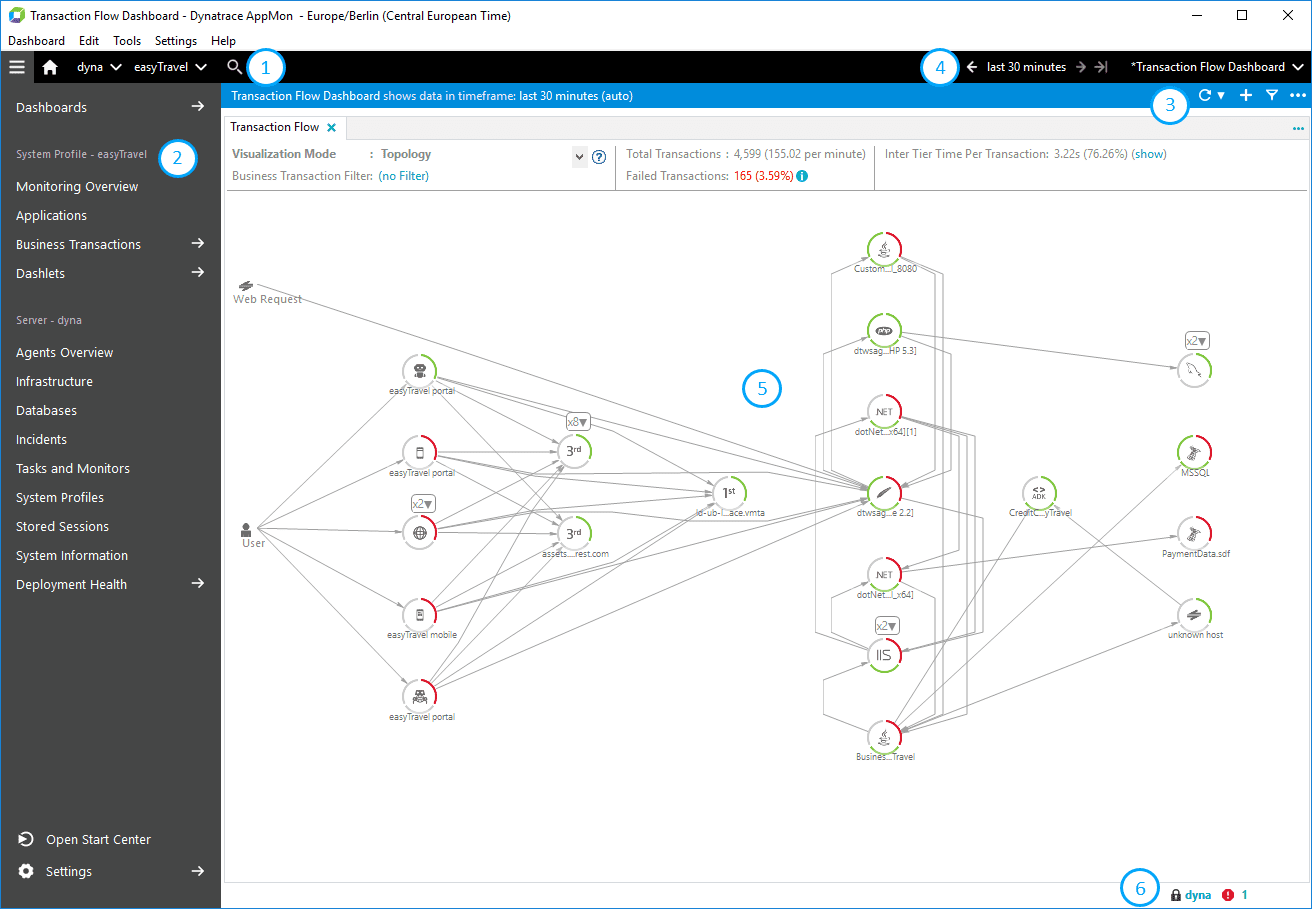 Transaction Flow Dashboard - Dynatrace AppMon - Europe/Berlin (Central European Time)
Dashboard Edit Tools Settings Help
dyna easyTravel 1 4 last 30 minutes *Transaction Flow Dashboard
Transaction Flow Dashboard shows data in timeframe: last 30 minutes (auto) 3
Dashboards
System Profile - easyTravel 2
Monitoring Overview
Applications
Business Transactions
Dashlets
Server - dyna
Agents Overview
Infrastructure
Databases
Incidents
Tasks and Monitors
System Profiles
Stored Sessions
System Information
Deployment Health
Open Start Center
Settings
Transaction Flow
Visualization Mode : Topology
Business Transaction Filter: (no Filter)
Total Transactions : 4,599 (155.02 per minute)
Failed Transactions: 165 (3.59%)
Inter Tier Time Per Transaction: 3.22s (76.26%) (show)
Web Request
User
easyTravel portal
easyTravel portal
x2
easyTravel mobile
easyTravel portal
x8
3rd
3rd
assets....rest.com
1st
ld-ub-l...ace.vmta
5
Custom...l_8080
php
dtwsag...HP 5.3]
.NET
dotNet...x64][1]
dtwsag...e 2.2]
.NET
dotNet...l_x64]
x2
IIS
Busines...Travel
<>
ADK
CreditC...yTravel
x2
MSSQL
PaymentData.sdf
unknown host
6 dyna 1